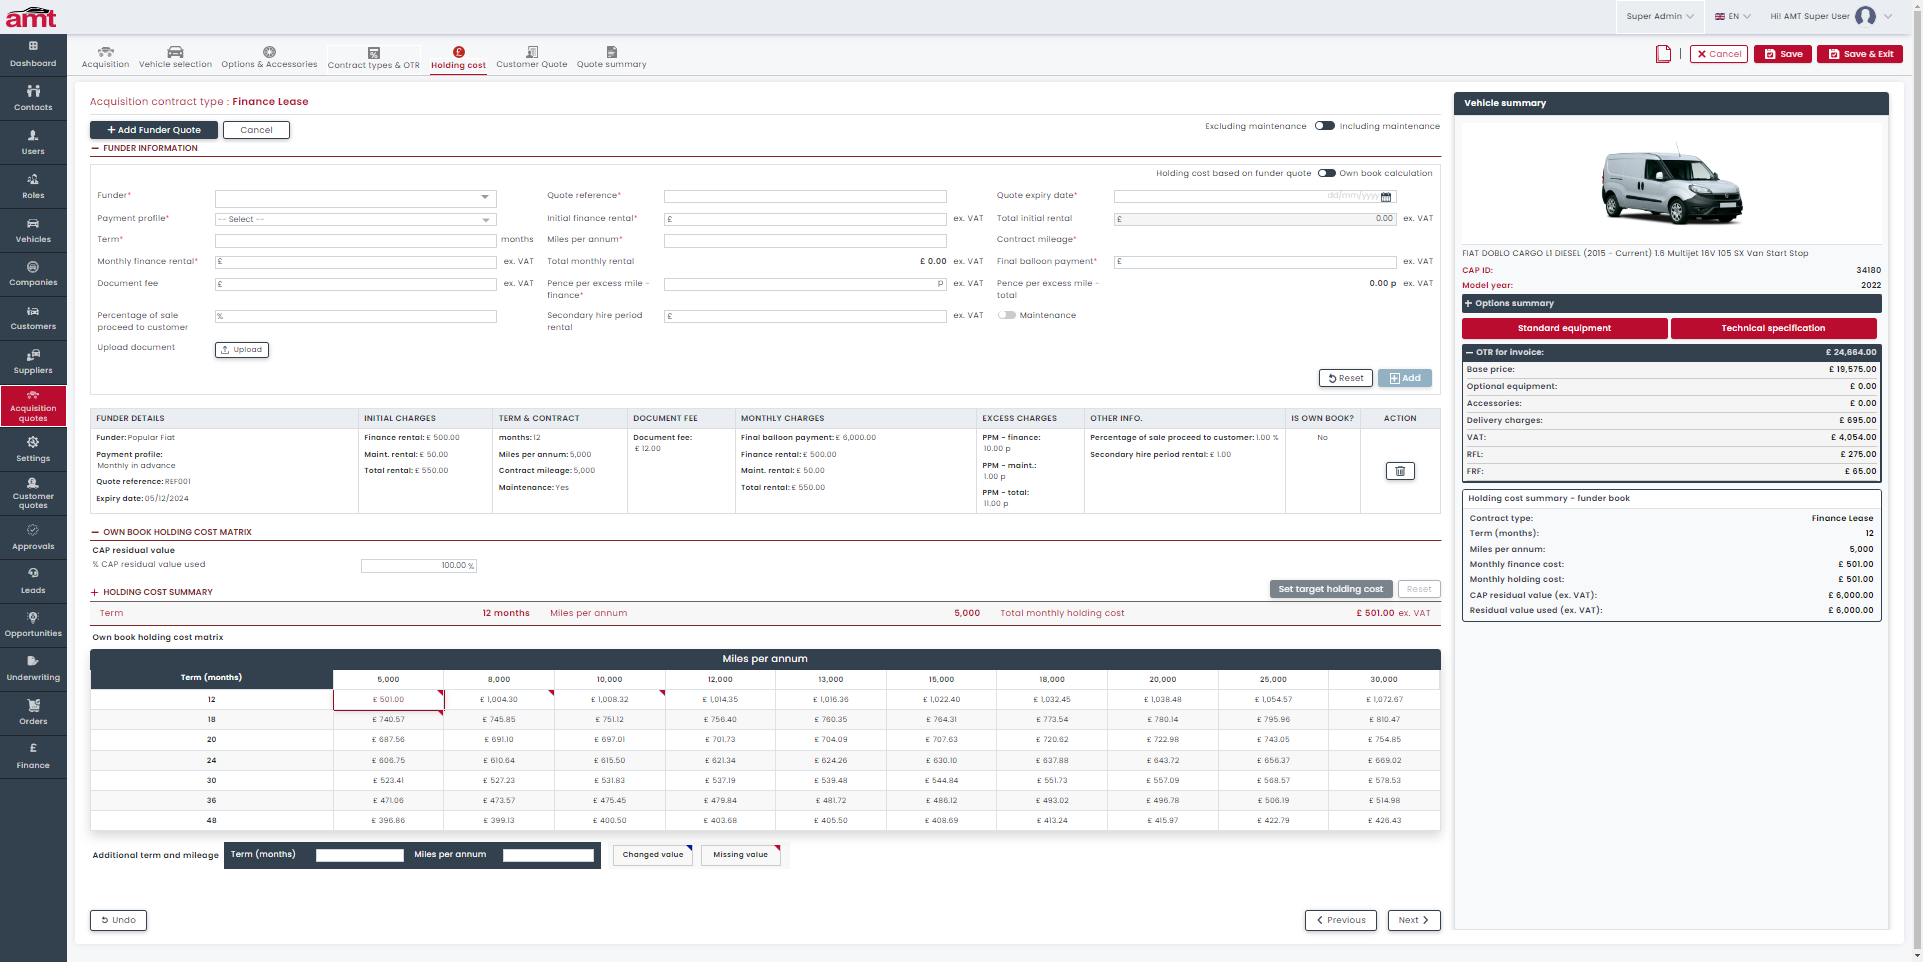 amt
Super Admin
EN
Hi! AMT Super User
Dashboard
Contacts
Users
Roles
Vehicles
Companies
Customers
Suppliers
Acquisition
quotes
Settings
Customer
quotes
Approvals
Leads
Opportunities
Underwriting
Orders
£
Finance
Acquisition
Vehicle selection
Options & Accessories
Contract types & OTR
Holding cost
Customer Quote
Quote summary
Cancel
Save
Save & Exit
Acquisition contract type : Finance Lease
+ Add Funder Quote
Cancel
Excluding maintenance
Including maintenance
FUNDER INFORMATION
Holding cost based on funder quote
Own book calculation
Funder*
Quote reference*
Quote expiry date*
dd/mm/yyyy
Payment profile*
-- Select --
Initial finance rental*
£
ex. VAT
Total initial rental
£
0.00
ex. VAT
Term*
months
Miles per annum*
Contract mileage*
Monthly finance rental*
£
ex. VAT
Total monthly rental
£ 0.00
ex. VAT
Final balloon payment*
£
ex. VAT
Document fee
£
ex. VAT
Pence per excess mile -
finance*
p
ex. VAT
Pence per excess mile -
total
0.00 p
ex. VAT
Percentage of sale
proceed to customer
%
Secondary hire period
rental
£
ex. VAT
Maintenance
Upload document
Upload
Reset
Add
FUNDER DETAILS
INITIAL CHARGES
TERM & CONTRACT
DOCUMENT FEE
MONTHLY CHARGES
EXCESS CHARGES
OTHER INFO.
IS OWN BOOK?
ACTION
Funder: Popular Fiat
Payment profile:
Monthly in advance
Quote reference: REF001
Expiry date: 05/12/2024
Finance rental: £ 500.00
Maint. rental: £ 50.00
Total rental: £ 550.00
months: 12
Miles per annum: 5,000
Contract mileage: 5,000
Maintenance: Yes
Document fee:
£ 12.00
Final balloon payment: £ 6,000.00
Finance rental: £ 500.00
Maint. rental: £ 50.00
Total rental: £ 550.00
PPM - finance:
10.00 p
PPM - maint.:
1.00 p
PPM - total:
11.00 p
Percentage of sale proceed to customer: 1.00 %
Secondary hire period rental: £ 1.00
No
OWN BOOK HOLDING COST MATRIX
CAP residual value
% CAP residual value used
100.00 %
HOLDING COST SUMMARY
Set target holding cost
Reset
Term
12 months
Miles per annum
5,000
Total monthly holding cost
£ 501.00 ex. VAT
Own book holding cost matrix
Miles per annum
Term (months) 5,000 8,000 10,000 12,000 13,000 15,000 18,000 20,000 25,000 30,000
12 £ 501.00 £ 1,004.30 £ 1,008.32 £ 1,014.35 £ 1,016.36 £ 1,022.40 £ 1,032.45 £ 1,038.48 £ 1,054.57 £ 1,072.67
18 £ 740.57 £ 745.85 £ 751.12 £ 756.40 £ 760.35 £ 764.31 £ 773.54 £ 780.14 £ 795.96 £ 810.47
20 £ 687.56 £ 691.10 £ 697.01 £ 701.73 £ 704.09 £ 707.63 £ 720.62 £ 722.98 £ 743.05 £ 754.85
24 £ 606.75 £ 610.64 £ 615.50 £ 621.34 £ 624.26 £ 630.10 £ 637.88 £ 643.72 £ 656.37 £ 669.02
30 £ 523.41 £ 527.23 £ 531.83 £ 537.19 £ 539.48 £ 544.84 £ 551.73 £ 557.09 £ 568.57 £ 578.53
36 £ 471.06 £ 473.57 £ 475.45 £ 479.84 £ 481.72 £ 486.12 £ 493.02 £ 496.78 £ 506.19 £ 514.98
48 £ 396.86 £ 399.13 £ 400.50 £ 403.68 £ 405.50 £ 408.69 £ 413.24 £ 415.97 £ 422.79 £ 426.43
Additional term and mileage
Term (months)
Miles per annum
Changed value
Missing value
Undo
Previous
Next
Vehicle summary
FIAT DOBLO CARGO L1 DIESEL (2015 - Current) 1.6 Multijet 16V 105 SX Van Start Stop
CAP ID: 34180
Model year: 2022
+ Options summary
Standard equipment
Technical specification
OTR for invoice: £ 24,664.00
Base price: £ 19,575.00
Optional equipment: £ 0.00
Accessories: £ 0.00
Delivery charges: £ 695.00
VAT: £ 4,054.00
RFL: £ 275.00
FRF: £ 65.00
Holding cost summary - funder book
Contract type: Finance Lease
Term (months): 12
Miles per annum: 5,000
Monthly finance cost: £ 501.00
Monthly holding cost: £ 501.00
CAP residual value (ex. VAT): £ 6,000.00
Residual value used (ex. VAT): £ 6,000.00